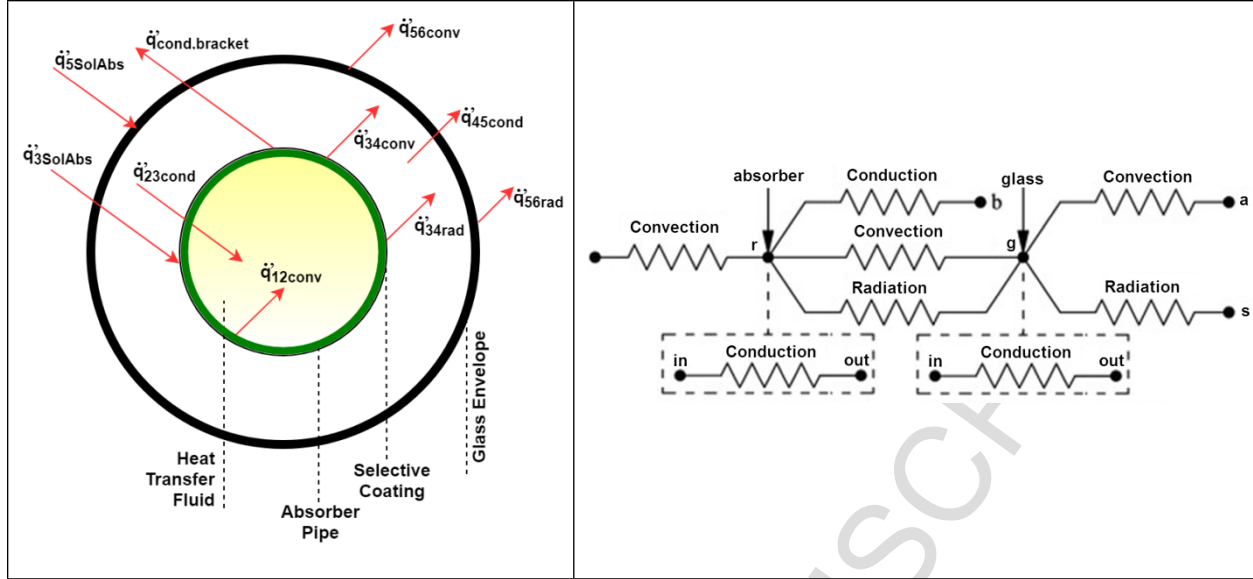 q̇'56conv
q̇'cond.bracket
q̇'5SolAbs
q̇'45cond
q̇'34conv
q̇'3SolAbs
q̇'23cond
q̇'56rad
q̇'34rad
q̇'12conv
Heat
Transfer
Fluid
Absorber
Pipe
Selective
Coating
Glass Envelope
absorber
Conduction
b
glass
Convection
a
Convection
r
Convection
g
Radiation
Radiation
s
in
Conduction
out
in
Conduction
out